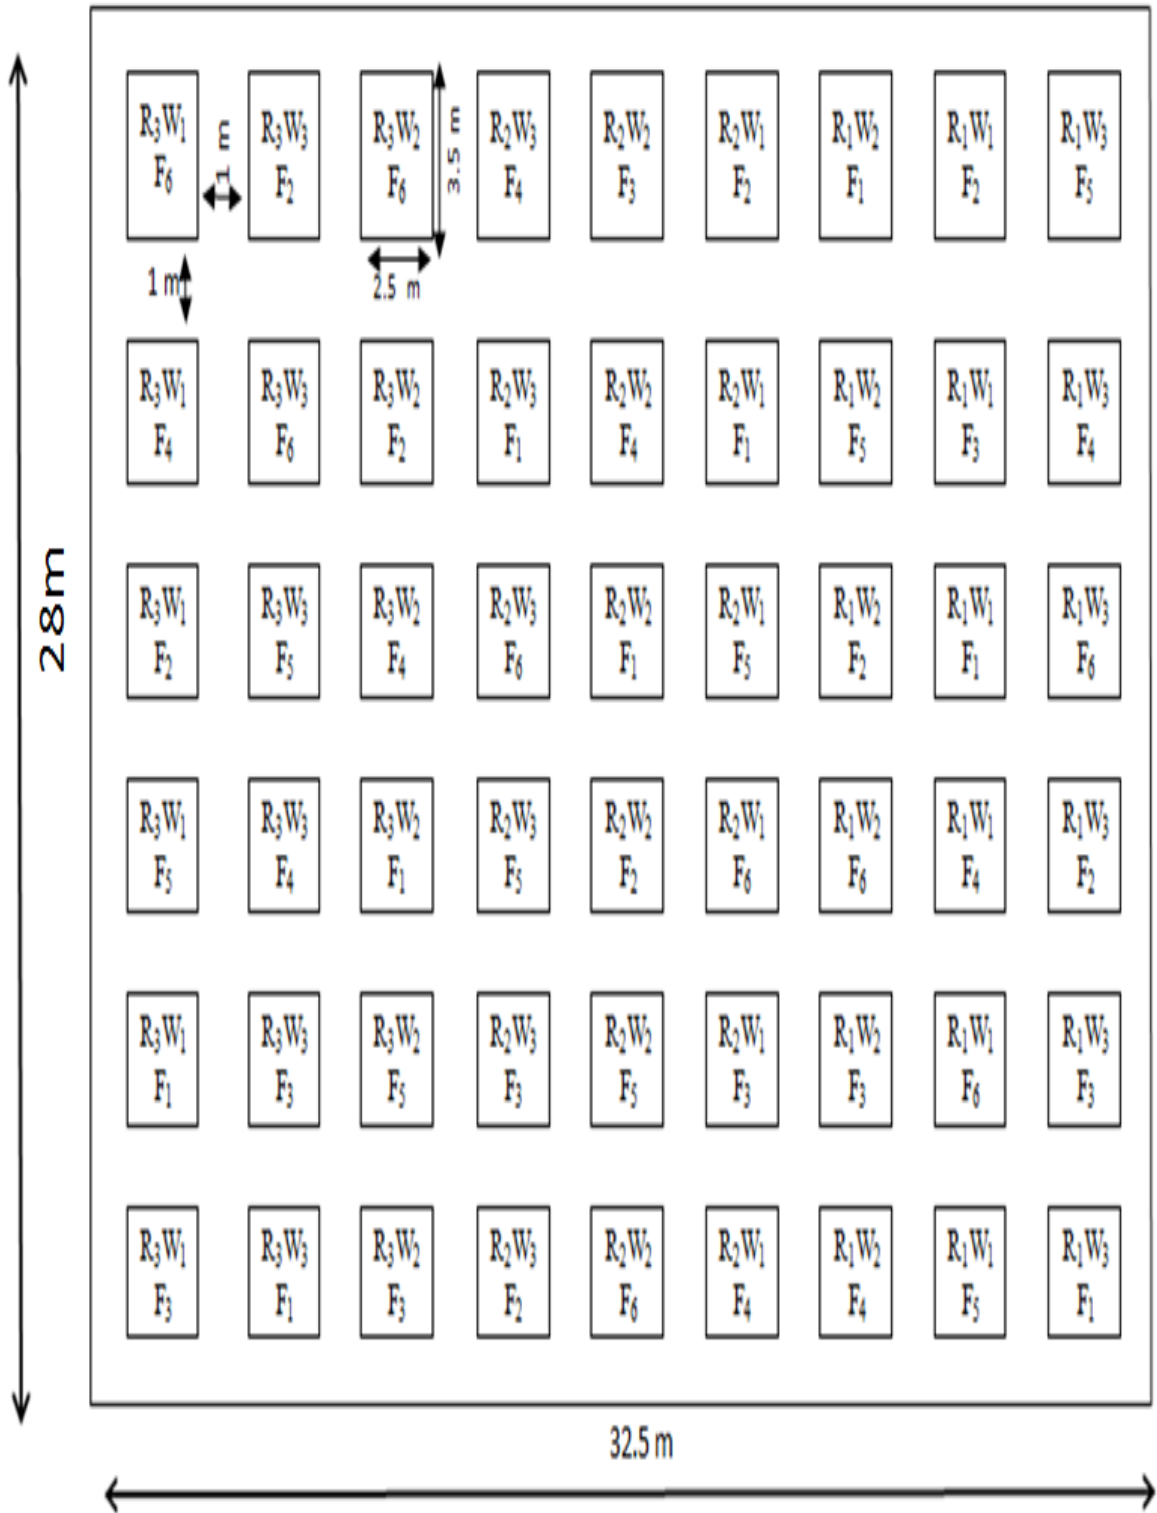 R₃W₁ R₃W₃ R₃W₂ R₂W₃ R₂W₂ R₂W₁ R₁W₂ R₁W₁ R₁W₃
F₆ F₂ F₆ F₄ F₃ F₂ F₁ F₂ F₅
1 m
3.5 m
1 m
2.5 m
R₃W₁ R₃W₃ R₃W₂ R₂W₃ R₂W₂ R₂W₁ R₁W₂ R₁W₁ R₁W₃
F₄ F₆ F₂ F₁ F₄ F₁ F₅ F₃ F₄
28m
R₃W₁ R₃W₃ R₃W₂ R₂W₃ R₂W₂ R₂W₁ R₁W₂ R₁W₁ R₁W₃
F₂ F₅ F₄ F₆ F₁ F₅ F₂ F₁ F₆
R₃W₁ R₃W₃ R₃W₂ R₂W₃ R₂W₂ R₂W₁ R₁W₂ R₁W₁ R₁W₃
F₅ F₄ F₁ F₅ F₂ F₆ F₆ F₄ F₂
R₃W₁ R₃W₃ R₃W₂ R₂W₃ R₂W₂ R₂W₁ R₁W₂ R₁W₁ R₁W₃
F₁ F₃ F₅ F₃ F₅ F₃ F₃ F₆ F₃
R₃W₁ R₃W₃ R₃W₂ R₂W₃ R₂W₂ R₂W₁ R₁W₂ R₁W₁ R₁W₃
F₃ F₁ F₃ F₂ F₆ F₄ F₄ F₅ F₁
32.5 m